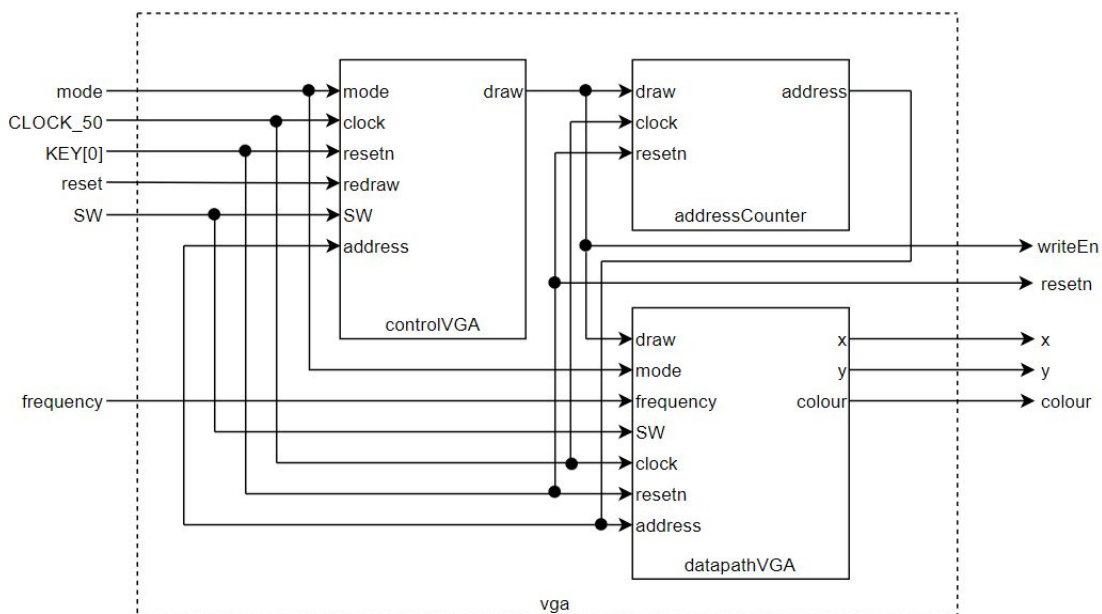 mode
CLOCK_50
KEY[0]
reset
SW
frequency
mode
clock
resetn
redraw
SW
address
draw
controlVGA
draw
clock
resetn
address
addressCounter
draw
mode
frequency
SW
clock
resetn
address
x
y
colour
datapathVGA
writeEn
resetn
x
y
colour
vga